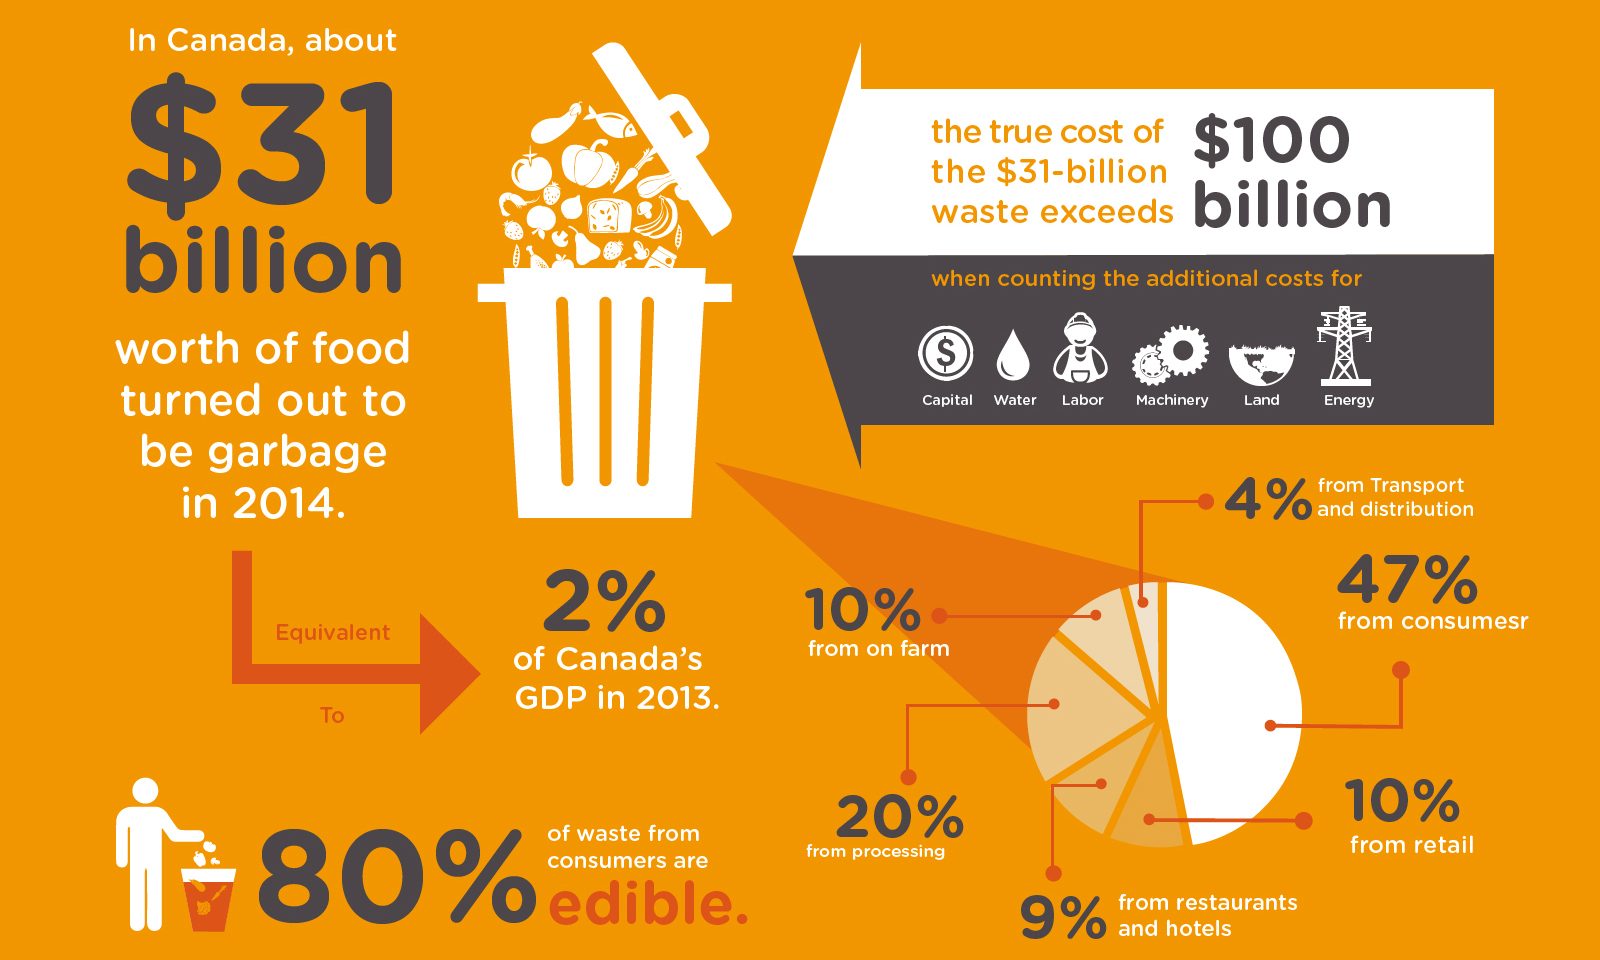 In Canada, about
$31
billion
worth of food
turned out to
be garbage
in 2014.
Equivalent
To
2%
of Canada's
GDP in 2013.
80%
of waste from
consumers are
edible.
the true cost of
the $31-billion
waste exceeds
$100
billion
when counting the additional costs for
$
Capital
Water
Labor
Machinery
Land
Energy
4%
from Transport
and distribution
47%
from consumesr
10%
from on farm
20%
from processing
10%
from retail
9%
from restaurants
and hotels